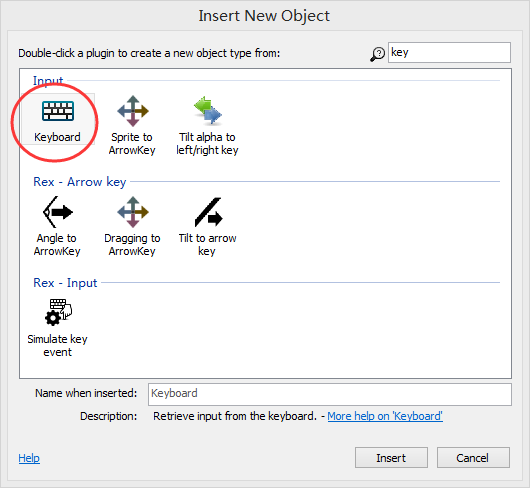 Insert New Object
Double-click a plugin to create a new object type from:
key
Input
Keyboard
Sprite to
ArrowKey
Tilt alpha to
left/right key
Rex - Arrow key
Angle to
ArrowKey
Dragging to
ArrowKey
Tilt to arrow
key
Rex - Input
Simulate key
event
Name when inserted:
Keyboard
Description:
Retrieve input from the keyboard. - More help on 'Keyboard'
Help
Insert
Cancel